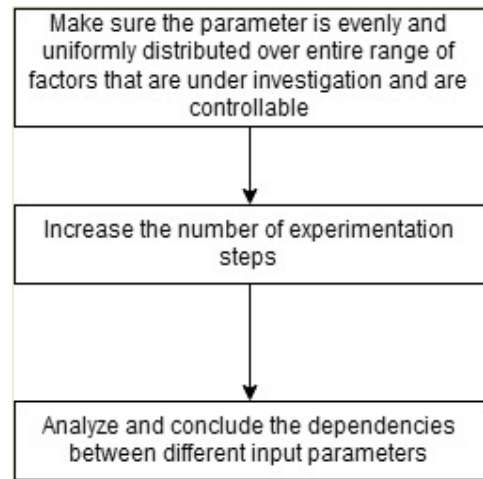 Make sure the parameter is evenly and
uniformly distributed over entire range of
factors that are under investigation and are
controllable
Increase the number of experimentation
steps
Analyze and conclude the dependencies
between different input parameters